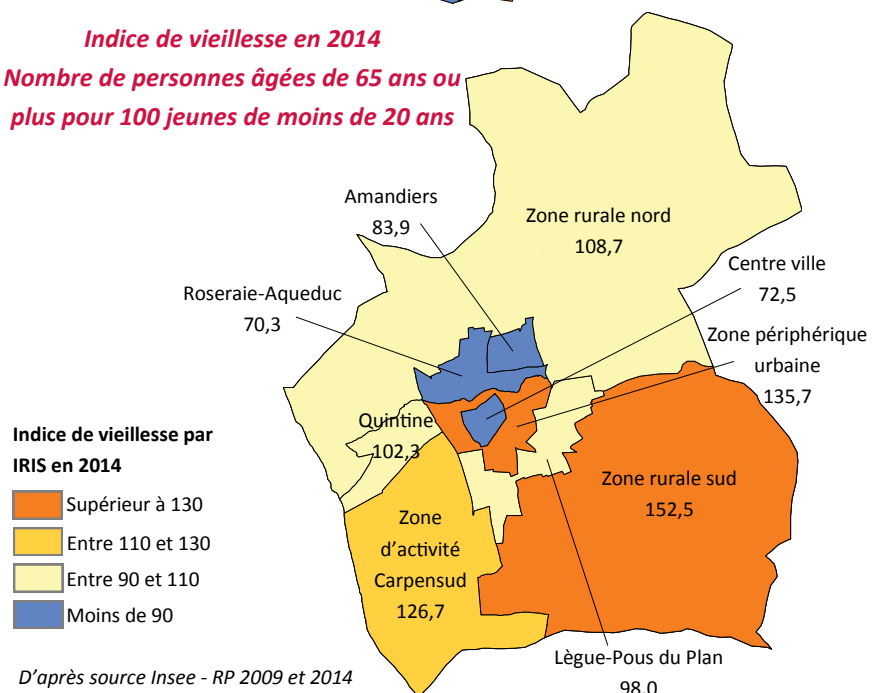 Indice de vieillesse en 2014
Nombre de personnes âgées de 65 ans ou
plus pour 100 jeunes de moins de 20 ans
Amandiers
83,9
Zone rurale nord
108,7
Centre ville
72,5
Roseraie-Aqueduc
70,3
Zone périphérique
urbaine
135,7
Quintine
102,3
Indice de vieillesse par
IRIS en 2014
Supérieur à 130
Entre 110 et 130
Entre 90 et 110
Moins de 90
Zone rurale sud
152,5
Zone
d'activité
Carpensud
126,7
Lègue-Pous du Plan
98,0
D'après source Insee - RP 2009 et 2014